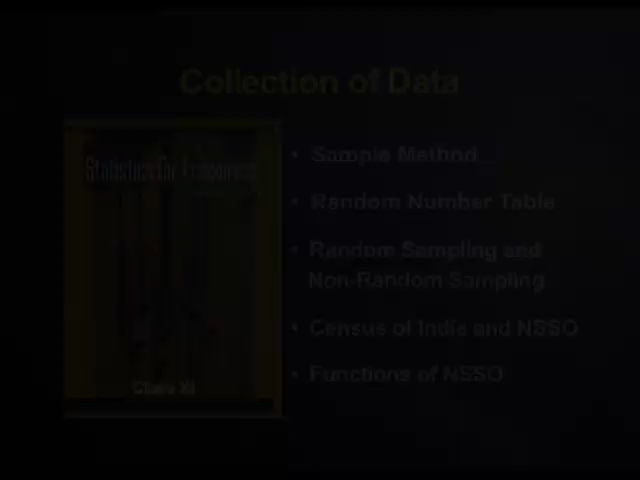 Collection of Data
Statistics for Economics
Class XI
• Sample Method
• Random Number Table
• Random Sampling and
Non-Random Sampling
• Census of India and NSSO
• Functions of NSSO